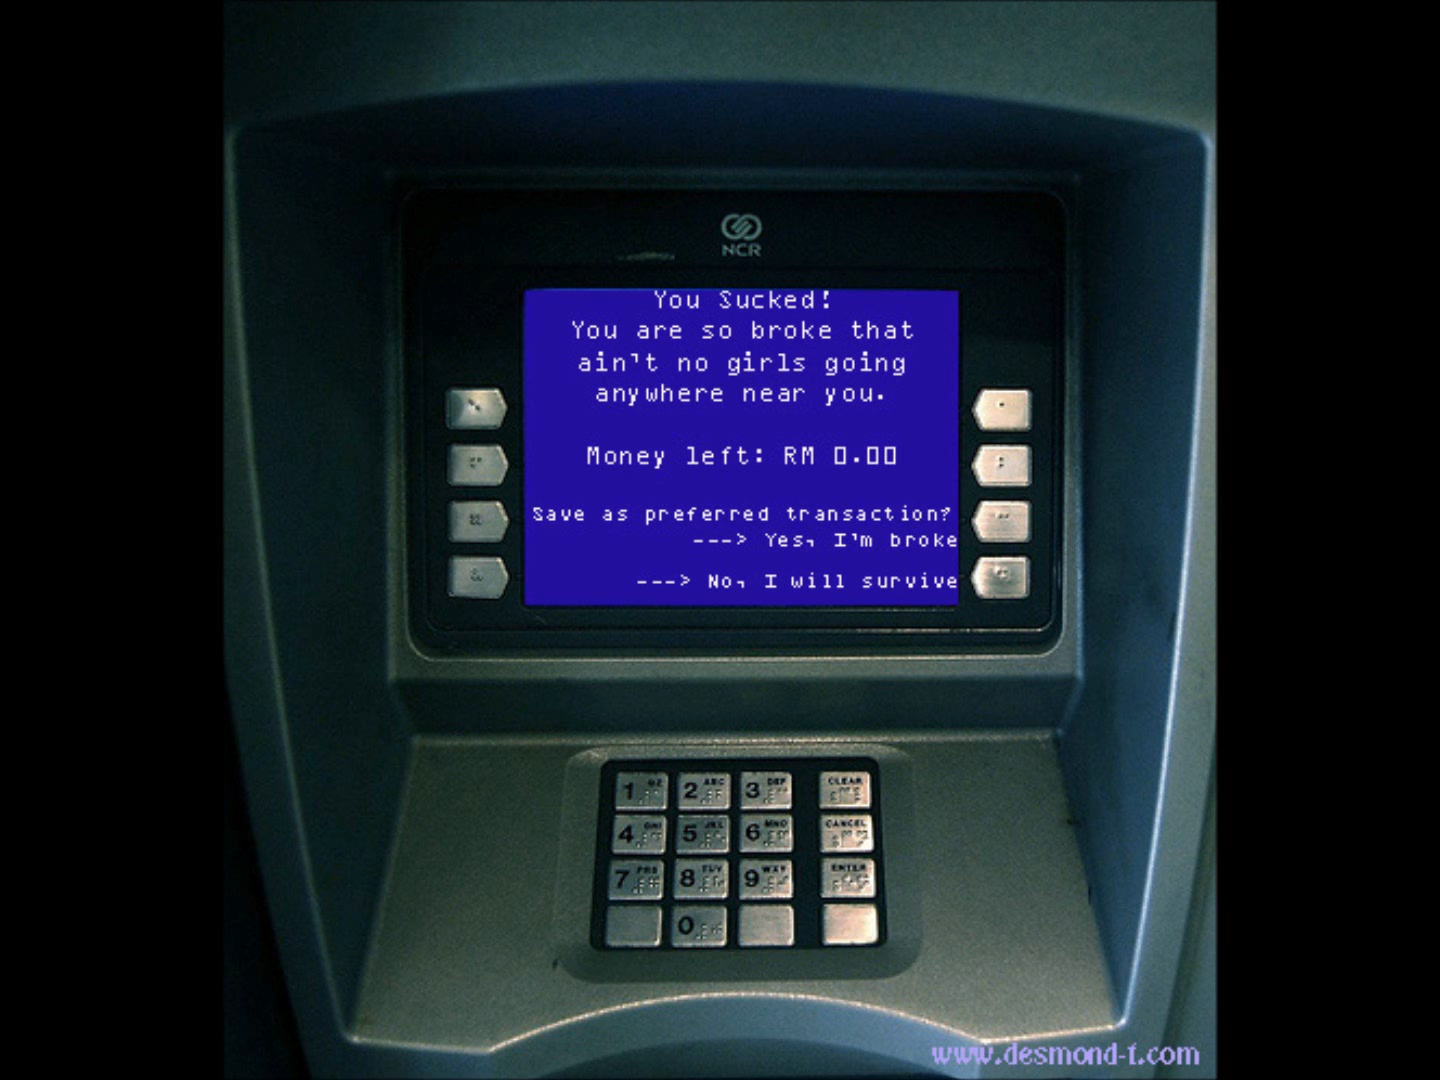 NCR
You Sucked!
You are so broke that
ain't no girls going
anywhere near you.
Money left: RM 0.00
Save as preferred transaction?
---> Yes, I'm broke
---> No, I will survive
1 QZ 2 ABC 3 DEF CLEAR
4 GHI 5 JKL 6 MNO CANCEL
7 PRS 8 TUV 9 WXY ENTER
0
www.desmond-t.com